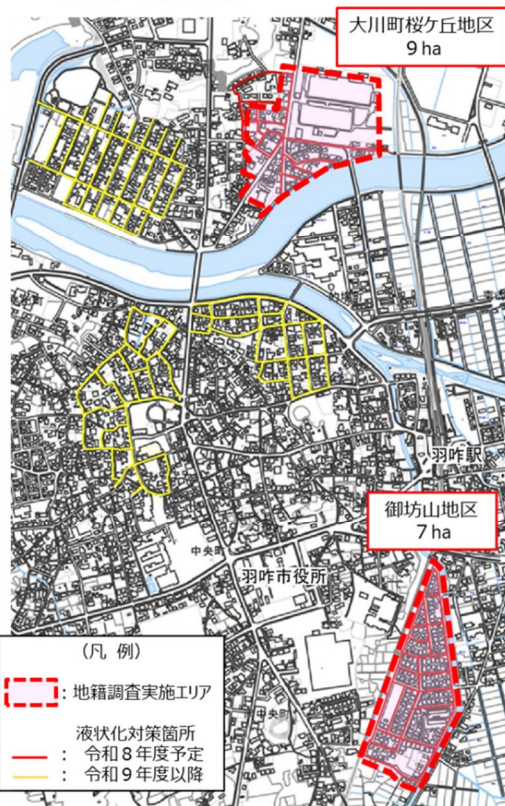 大川町桜ケ丘地区
9 ha
羽咋駅
御坊山地区
7 ha
中央町
羽咋市役所
中央町
(凡 例)
: 地籍調査実施エリア
液状化対策箇所
: 令和8年度予定
: 令和9年度以降